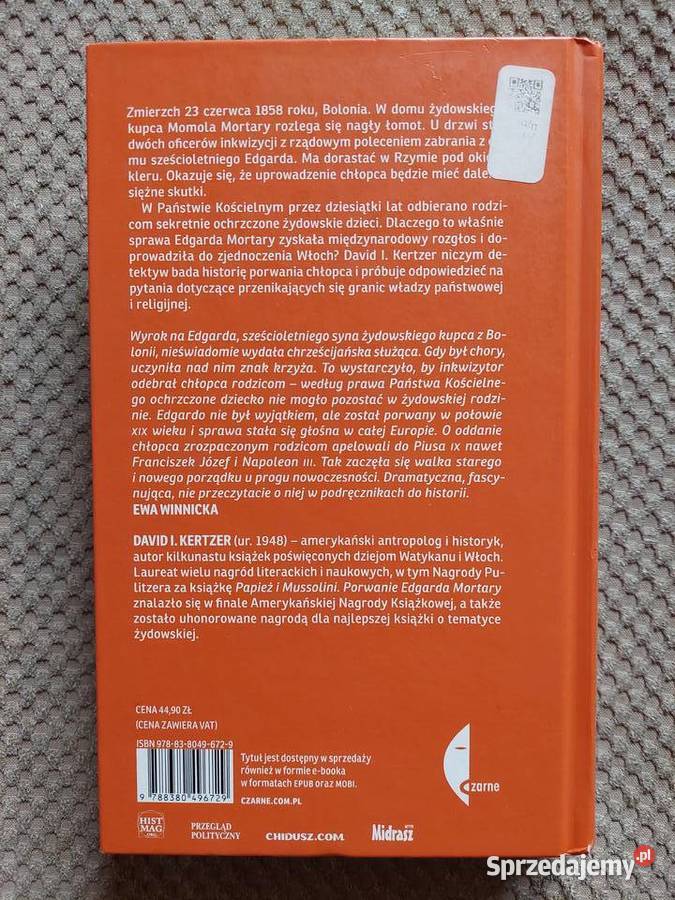 Zmierzch 23 czerwca 1858 roku, Bolonia. W domu żydowskieg
kupca Momola Mortary rozlega się nagły łomot. U drzwi
dwóch oficerów inkwizycji z rządowym poleceniem zabrania z
mu sześcioletniego Edgarda. Ma dorastać w Rzymie pod
kleru. Okazuje się, że uprowadzenie chłopca będzie mieć
siężne skutki.
W Państwie Kościelnym przez dziesiątki lat odbierano rodzi-
com sekretnie ochrzczone żydowskie dzieci. Dlaczego to właśnie
sprawa Edgarda Mortary zyskała międzynarodowy rozgłos i do-
prowadziła do zjednoczenia Włoch? David I. Kertzer niczym de-
tektyw bada historię porwania chłopca i próbuje odpowiedzieć na
pytania dotyczące przenikających się granic władzy państwowej
i religijnej.
Wyrok na Edgarda, sześcioletniego syna żydowskiego kupca z Bo-
lonii, nieświadomie wydała chrześcijańska służąca. Gdy był chory,
uczyniła nad nim znak krzyża. To wystarczyło, by inkwizytor
odebrał chłopca rodzicom – według prawa Państwa Kościelne-
go ochrzczone dziecko nie mogło pozostać w żydowskiej rodzi-
nie. Edgardo nie był wyjątkiem, ale został porwany w połowie
XIX wieku i sprawa stała się głośna w całej Europie. O oddanie
chłopca zrozpaczonym rodzicom apelowali do Piusa IX nawet
Franciszek Józef i Napoleon III. Tak zaczęła się walka starego
i nowego porządku u progu nowoczesności. Dramatyczna, fascy-
nująca, nie przeczytacie o niej w podręcznikach do historii.
EWA WINNICKA
DAVID I. KERTZER (ur. 1948) – amerykański antropolog i historyk,
autor kilkunastu książek poświęconych dziejom Watykanu i Włoch.
Laureat wielu nagród literackich i naukowych, w tym Nagrody Pu-
litzera za książkę Papież i Mussolini. Porwanie Edgarda Mortary
znalazło się w finale Amerykańskiej Nagrody Książkowej, a także
zostało uhonorowane nagrodą dla najlepszej książki o tematyce
żydowskiej.
CENA 44,90 ZŁ
(CENA ZAWIERA VAT)
ISBN 978-83-8049-672-9
9 788380 496729
Tytuł jest dostępny w sprzedaży
również w formie e-booka
w formatach EPUB oraz MOBI.
CZARNE.COM.PL
czarne
HIST
MAG
.ORG
PRZEGLĄD
POLITYCZNY
CHIDUSZ.COM
Midrasz
Sprzedajemy.pl